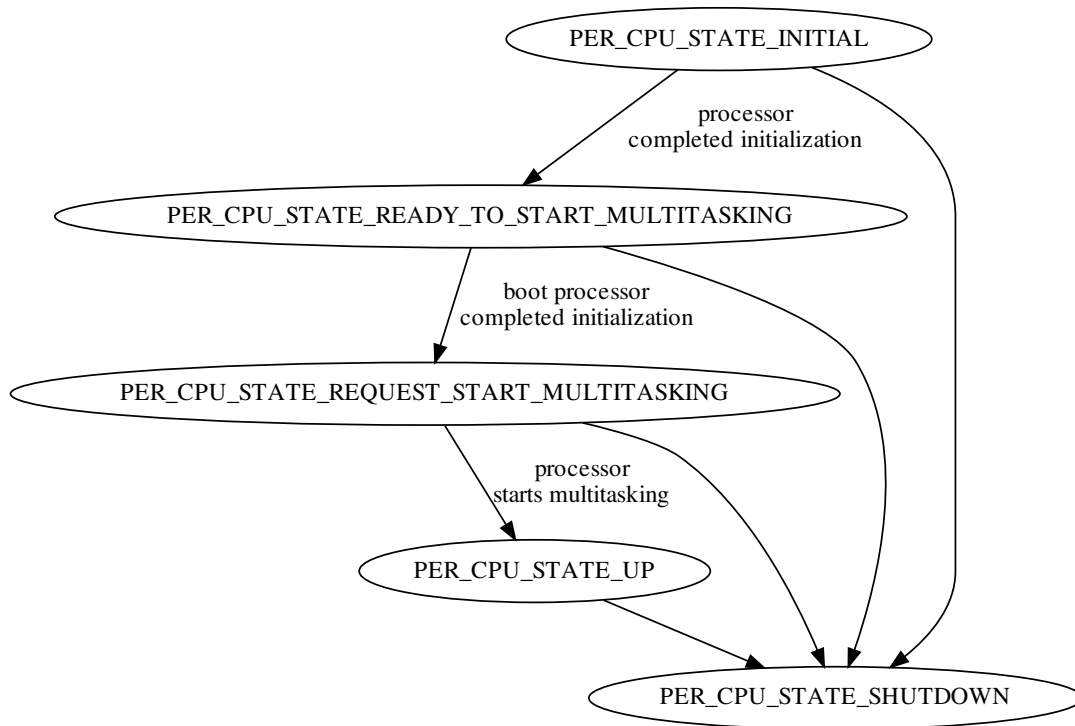 PER_CPU_STATE_INITIAL
processor
completed initialization
PER_CPU_STATE_READY_TO_START_MULTITASKING
boot processor
completed initialization
PER_CPU_STATE_REQUEST_START_MULTITASKING
processor
starts multitasking
PER_CPU_STATE_UP
PER_CPU_STATE_SHUTDOWN